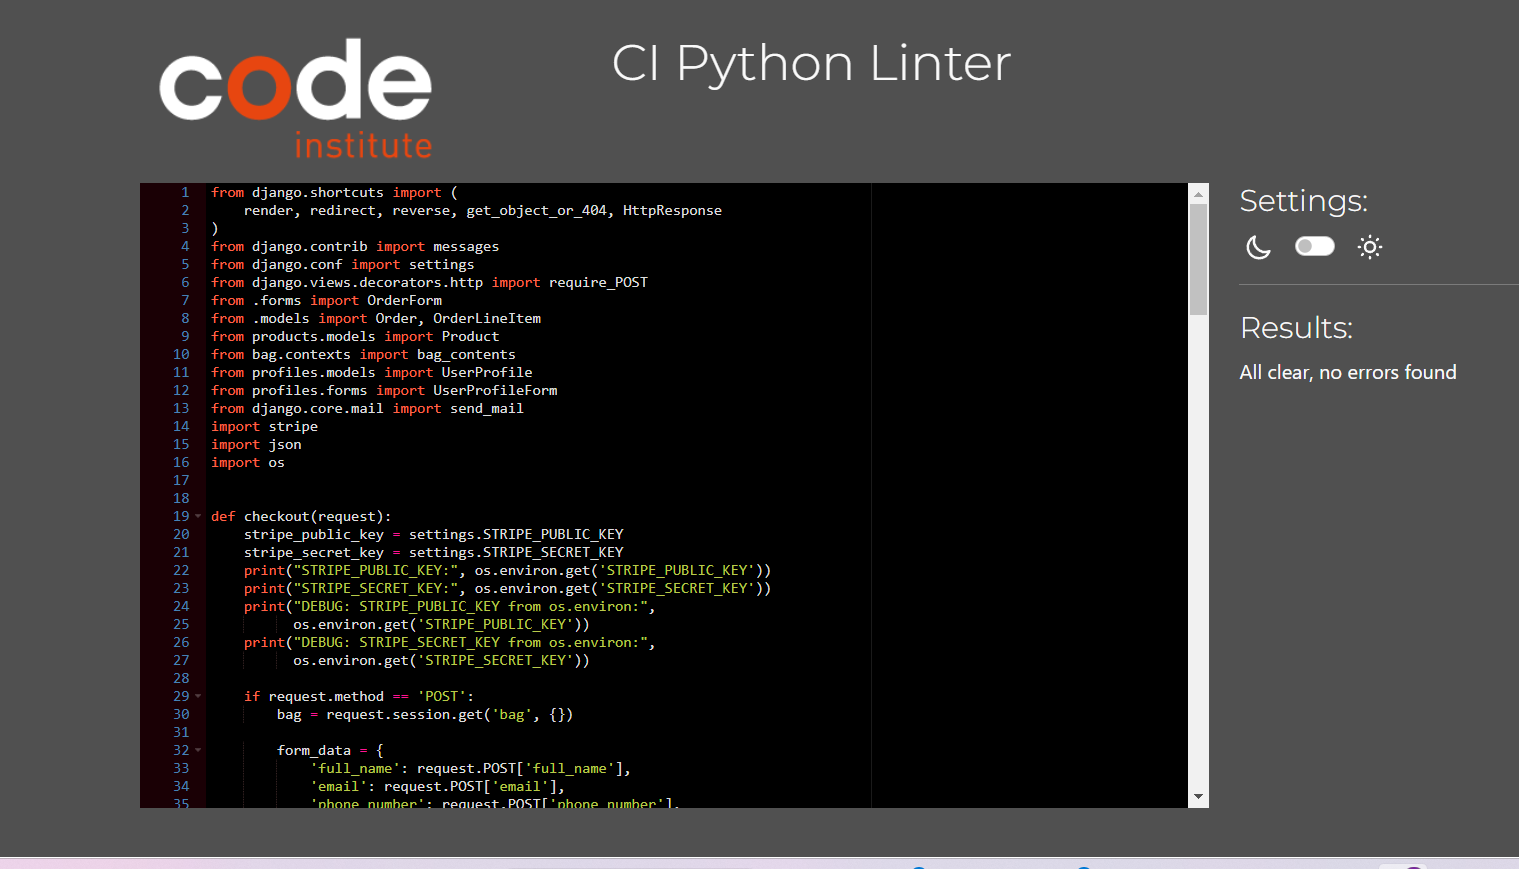 code
institute
CI Python Linter
1 from django.shortcuts import (
2     render, redirect, reverse, get_object_or_404, HttpResponse
3 )
4 from django.contrib import messages
5 from django.conf import settings
6 from django.views.decorators.http import require_POST
7 from .forms import OrderForm
8 from .models import Order, OrderLineItem
9 from products.models import Product
10 from bag.contexts import bag_contents
11 from profiles.models import UserProfile
12 from profiles.forms import UserProfileForm
13 from django.core.mail import send_mail
14 import stripe
15 import json
16 import os
17
18
19 def checkout(request):
20     stripe_public_key = settings.STRIPE_PUBLIC_KEY
21     stripe_secret_key = settings.STRIPE_SECRET_KEY
22     print("STRIPE_PUBLIC_KEY:", os.environ.get('STRIPE_PUBLIC_KEY'))
23     print("STRIPE_SECRET_KEY:", os.environ.get('STRIPE_SECRET_KEY'))
24     print("DEBUG: STRIPE_PUBLIC_KEY from os.environ:",
25           os.environ.get('STRIPE_PUBLIC_KEY'))
26     print("DEBUG: STRIPE_SECRET_KEY from os.environ:",
27           os.environ.get('STRIPE_SECRET_KEY'))
28
29     if request.method == 'POST':
30         bag = request.session.get('bag', {})
31
32         form_data = {
33             'full_name': request.POST['full_name'],
34             'email': request.POST['email'],
35             'phone_number': request.POST['phone_number'],
Settings:
Results:
All clear, no errors found